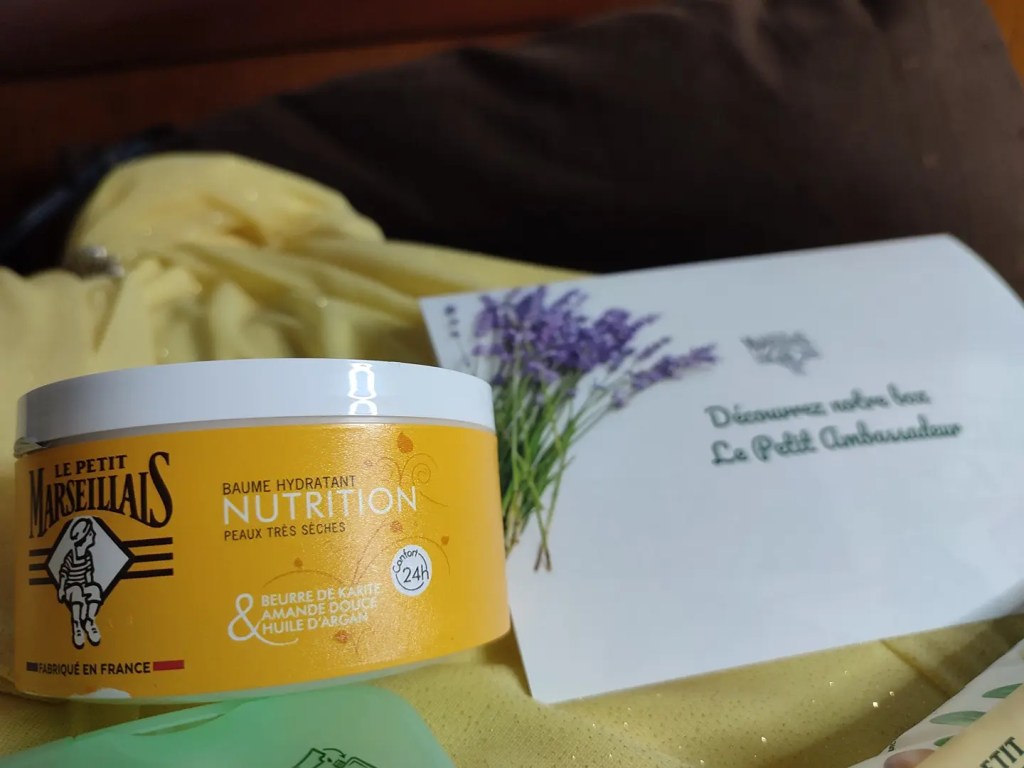 LE PETIT
MARSEILLAIS
BAUME HYDRATANT
NUTRITION
PEAUX TRÈS SÈCHES
Confort
24h
&
BEURRE DE KARITÉ
AMANDE DOUCE
HUILE D'ARGAN
FABRIQUÉ EN FRANCE
Découvrez notre box
Le Petit Ambassadeur
PETIT